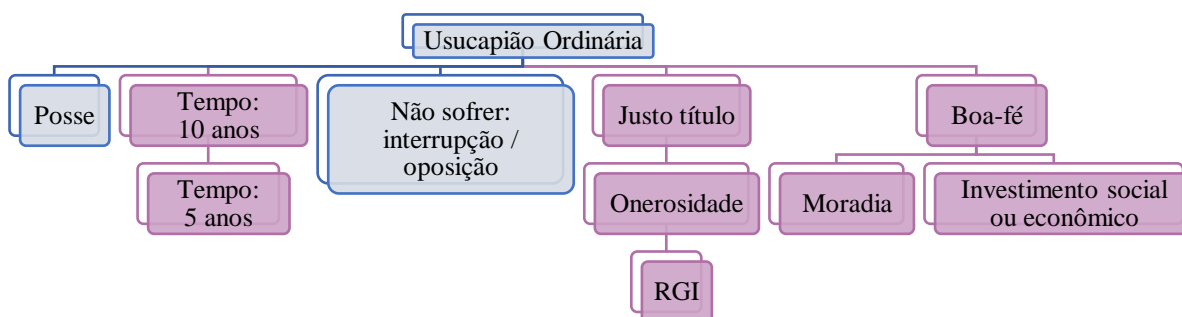 Usucapião Ordinária
Posse
Tempo:
10 anos
Não sofrer:
interrupção /
oposição
Justo título
Boa-fé
Tempo:
5 anos
Onerosidade
Moradia
Investimento social
ou econômico
RGI